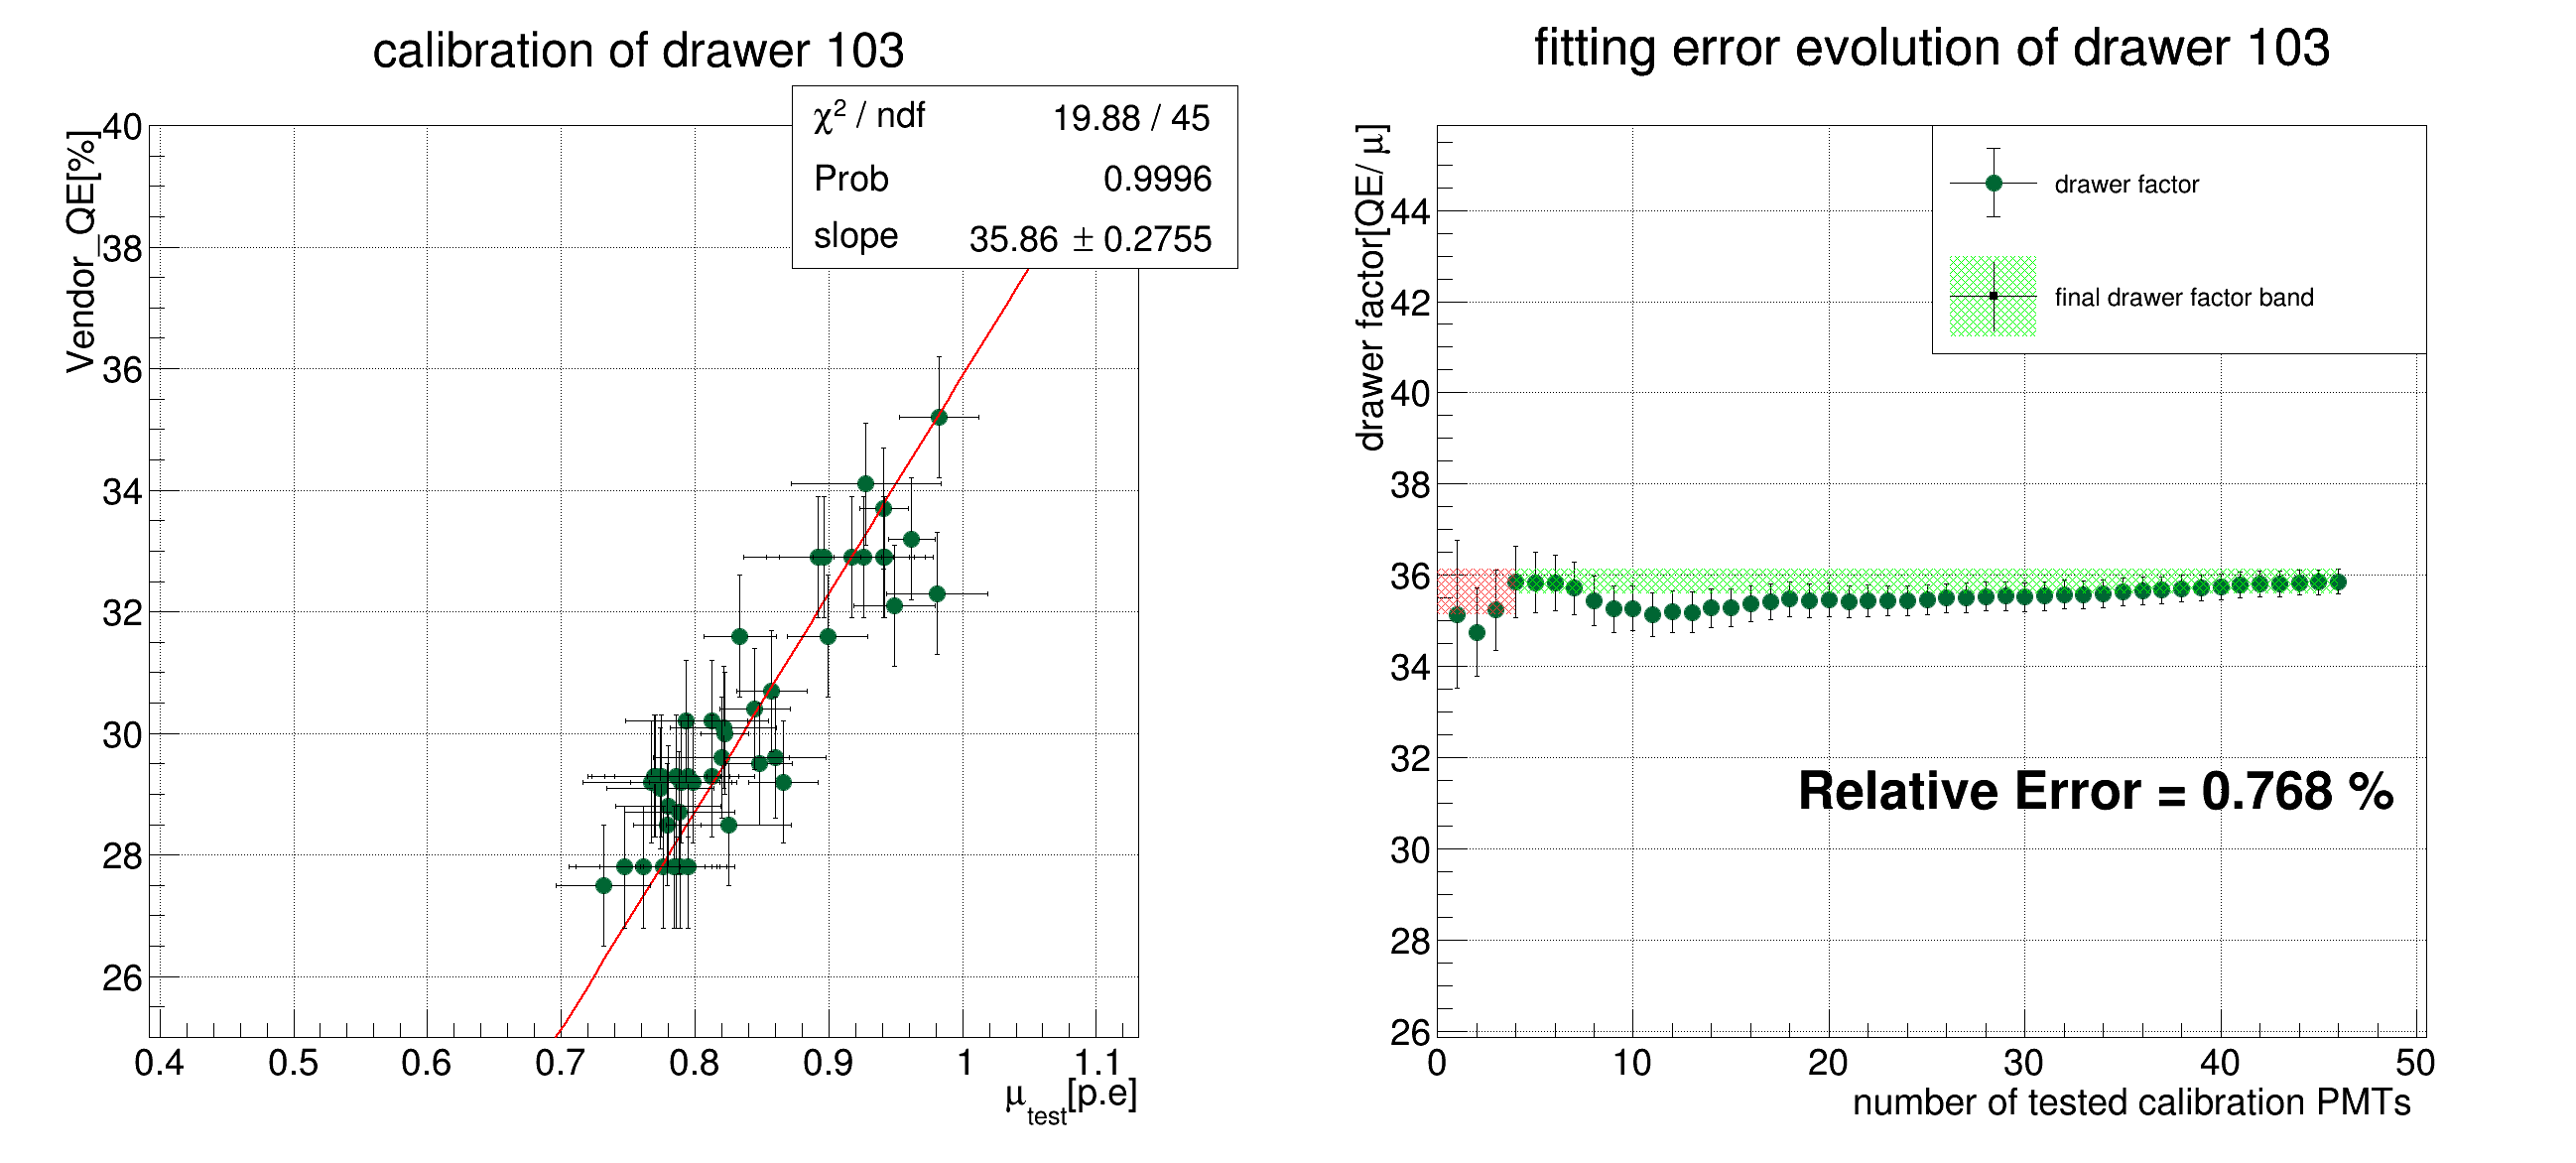 calibration of drawer 103
χ² / ndf 19.88 / 45
Prob 0.9996
slope 35.86 ± 0.2755
Vendor_QE[%]
40
38
36
34
32
30
28
26
0.4 0.5 0.6 0.7 0.8 0.9 1 1.1
μtest[p.e]
fitting error evolution of drawer 103
drawer factor[QE/ μ]
drawer factor
final drawer factor band
44
42
40
38
36
34
32
30
28
26
Relative Error = 0.768 %
0 10 20 30 40 50
number of tested calibration PMTs